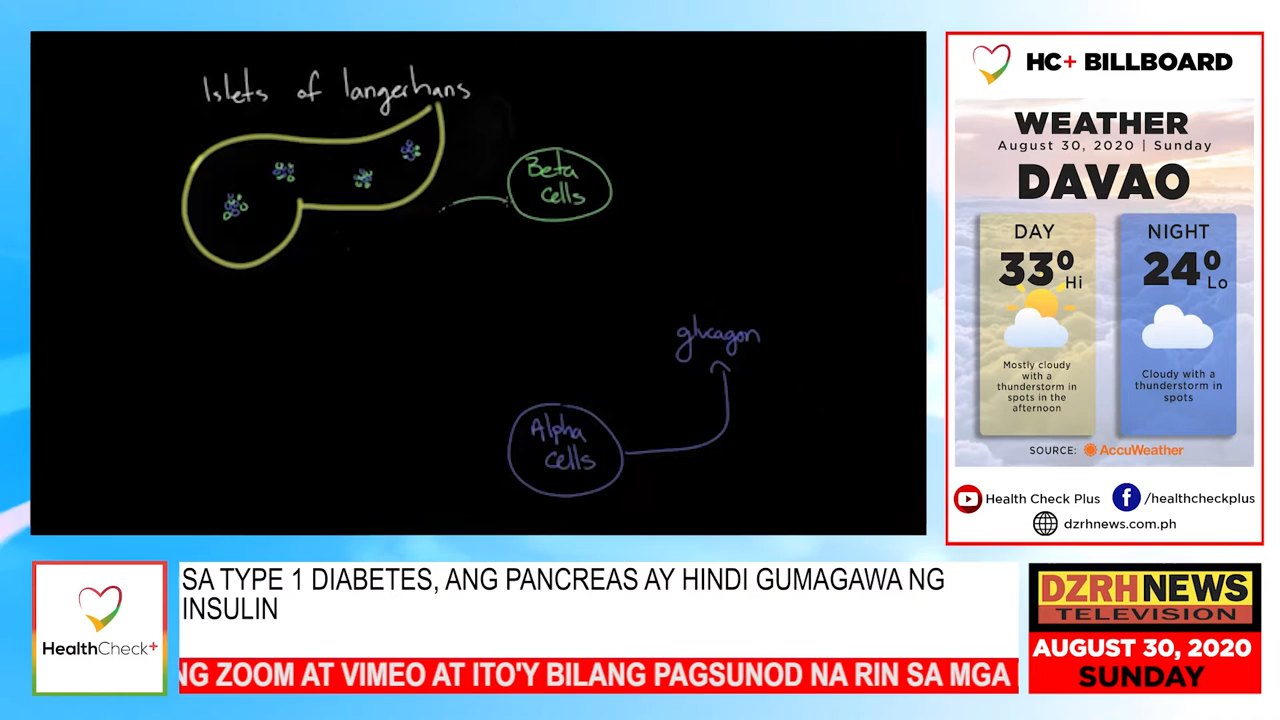 Islets of langerhans
Beta
cells
glucagon
Alpha
cells
HC+ BILLBOARD
WEATHER
August 30, 2020 | Sunday
DAVAO
DAY
33⁰ Hi
Mostly cloudy
with a
thunderstorm in
spots in the
afternoon
NIGHT
24⁰ Lo
Cloudy with a
thunderstorm in
spots
SOURCE: AccuWeather
Health Check Plus
/healthcheckplus
dzrhnews.com.ph
HealthCheck+
SA TYPE 1 DIABETES, ANG PANCREAS AY HINDI GUMAGAWA NG
INSULIN
NG ZOOM AT VIMEO AT ITO'Y BILANG PAGSUNOD NA RIN SA MGA
DZRH NEWS
TELEVISION
AUGUST 30, 2020
SUNDAY